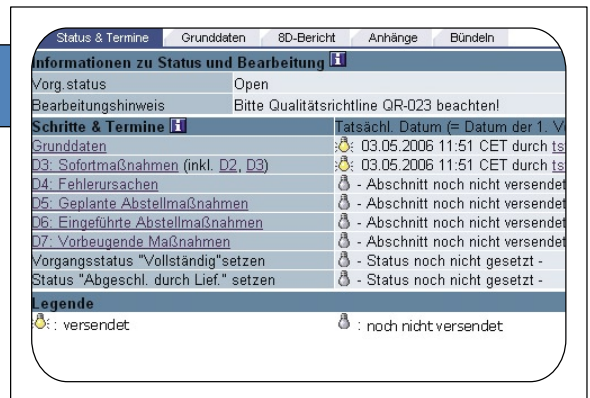 Status & Termine Grunddaten 8D-Bericht Anhänge Bündeln
Informationen zu Status und Bearbeitung
Vorg.status Open
Bearbeitungshinweis Bitte Qualitätsrichtline QR-023 beachten!
Schritte & Termine Tatsächl. Datum (= Datum der 1.
Grunddaten 03.05.2006 11:51 CET durch
D3: Sofortmaßnahmen (inkl. D2, D3) 03.05.2006 11:51 CET durch
D4: Fehlerursachen - Abschnitt noch nicht versendet
D5: Geplante Abstellmaßnahmen - Abschnitt noch nicht versendet
D6: Eingeführte Abstellmaßnahmen - Abschnitt noch nicht versendet
D7: Vorbeugende Maßnahmen - Abschnitt noch nicht versendet
Vorgangsstatus "Vollständig"setzen - Status noch nicht gesetzt -
Status "Abgeschl. durch Lief." setzen - Status noch nicht gesetzt -
Legende
: versendet : noch nicht versendet